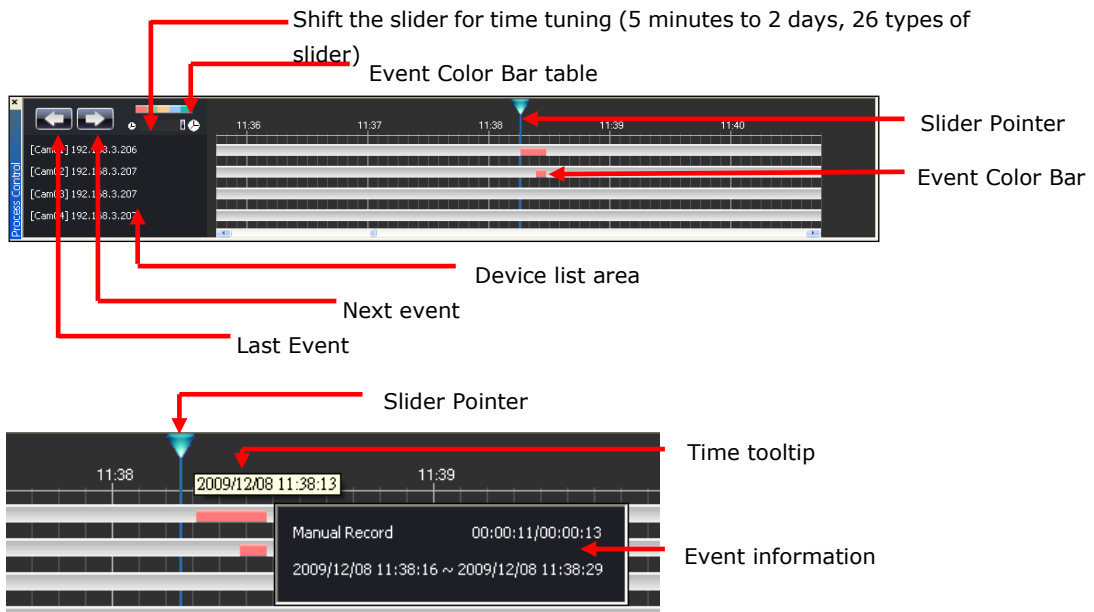 Shift the slider for time tuning (5 minutes to 2 days, 26 types of
slider)
Event Color Bar table
11:36 11:37 11:38 11:39 11:40
Slider Pointer
[Cam01] 192.168.3.206
Event Color Bar
[Cam02] 192.168.3.207
[Cam03] 192.168.3.207
[Cam04] 192.168.3.207
Process Control
Device list area
Next event
Last Event
Slider Pointer
Time tooltip
11:38 11:39
2009/12/08 11:38:13
Manual Record 00:00:11/00:00:13
Event information
2009/12/08 11:38:16 ~ 2009/12/08 11:38:29